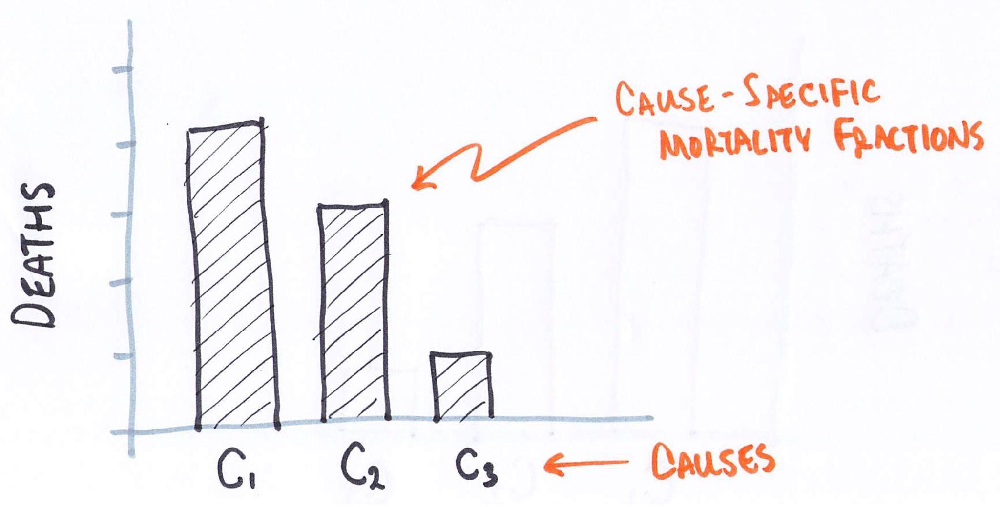 CAUSE-SPECIFIC
MORTALITY FRACTIONS
DEATHS
C₁ C₂ C₃
CAUSES